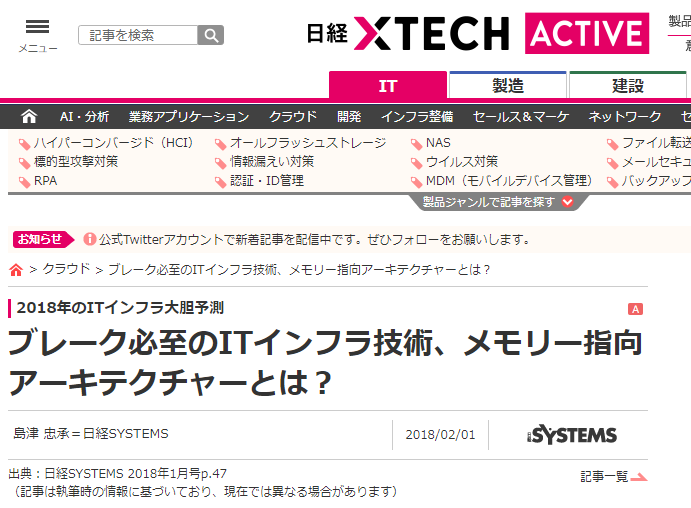 メニュー
記事を検索
日経 XTECH ACTIVE
製品
IT 製造 建設
AI・分析 業務アプリケーション クラウド 開発 インフラ整備 セールス＆マーケ ネットワーク セ
ハイパーコンバージド（HCI） オールフラッシュストレージ NAS ファイル転送
標的型攻撃対策 情報漏えい対策 ウイルス対策 メールセキュ
RPA 認証・ID管理 MDM（モバイルデバイス管理） バックアップ
製品ジャンルで記事を探す
お知らせ 公式Twitterアカウントで新着記事を配信中です。ぜひフォローをお願いします。
> クラウド > ブレーク必至のITインフラ技術、メモリー指向アーキテクチャーとは？
2018年のITインフラ大胆予測 A
ブレーク必至のITインフラ技術、メモリー指向
アーキテクチャーとは？
島津 忠承＝日経SYSTEMS 2018/02/01 日経SYSTEMS
出典：日経SYSTEMS 2018年1月号p.47 記事一覧
（記事は執筆時の情報に基づいており、現在では異なる場合があります）